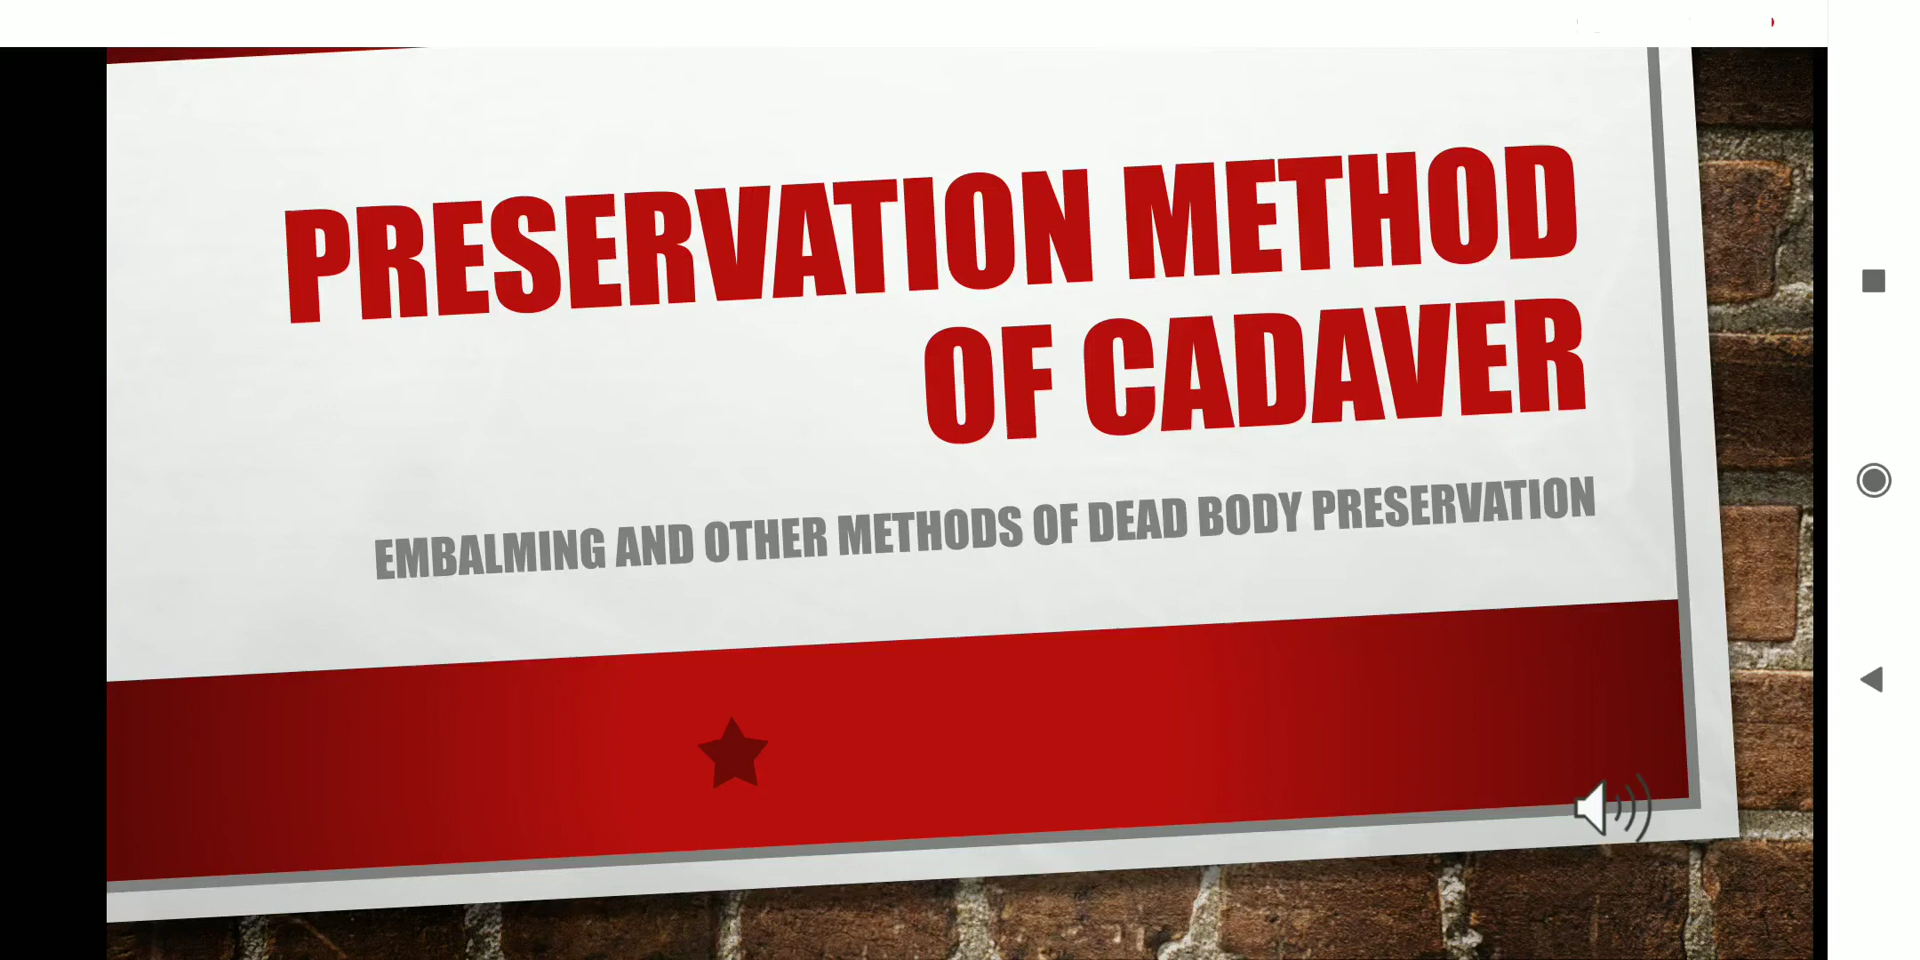 PRESERVATION METHOD
OF CADAVER
EMBALMING AND OTHER METHODS OF DEAD BODY PRESERVATION